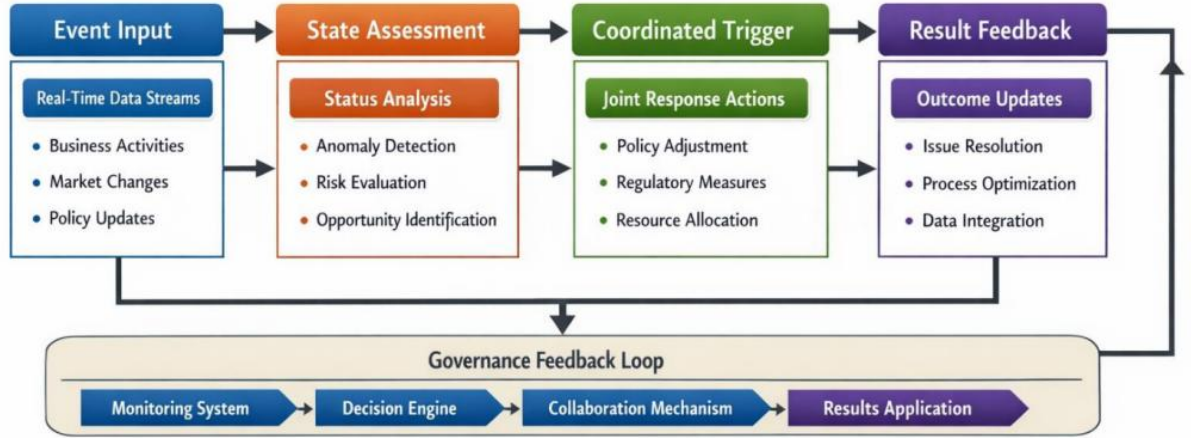 Event Input
State Assessment
Coordinated Trigger
Result Feedback
Real-Time Data Streams
• Business Activities
• Market Changes
• Policy Updates
Status Analysis
• Anomaly Detection
• Risk Evaluation
• Opportunity Identification
Joint Response Actions
• Policy Adjustment
• Regulatory Measures
• Resource Allocation
Outcome Updates
• Issue Resolution
• Process Optimization
• Data Integration
Governance Feedback Loop
Monitoring System
Decision Engine
Collaboration Mechanism
Results Application